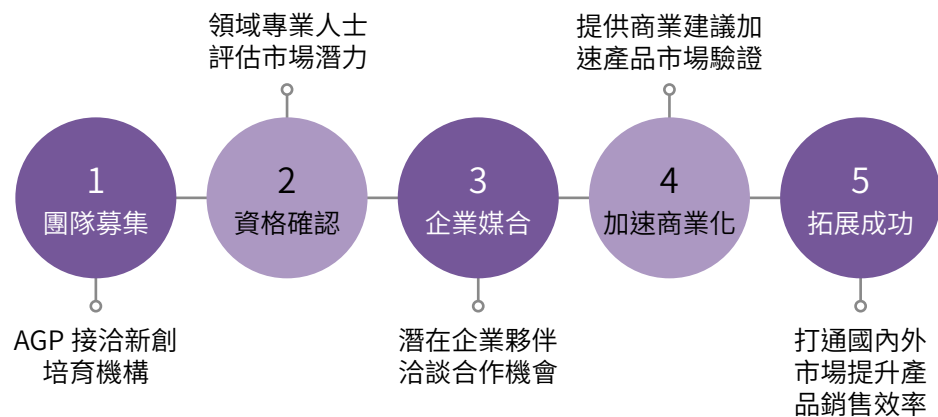 領域專業人士
評估市場潛力
提供商業建議加
速產品市場驗證
1
團隊募集
2
資格確認
3
企業媒合
4
加速商業化
5
拓展成功
AGP 接洽新創
培育機構
潛在企業夥伴
洽談合作機會
打通國內外
市場提升產
品銷售效率